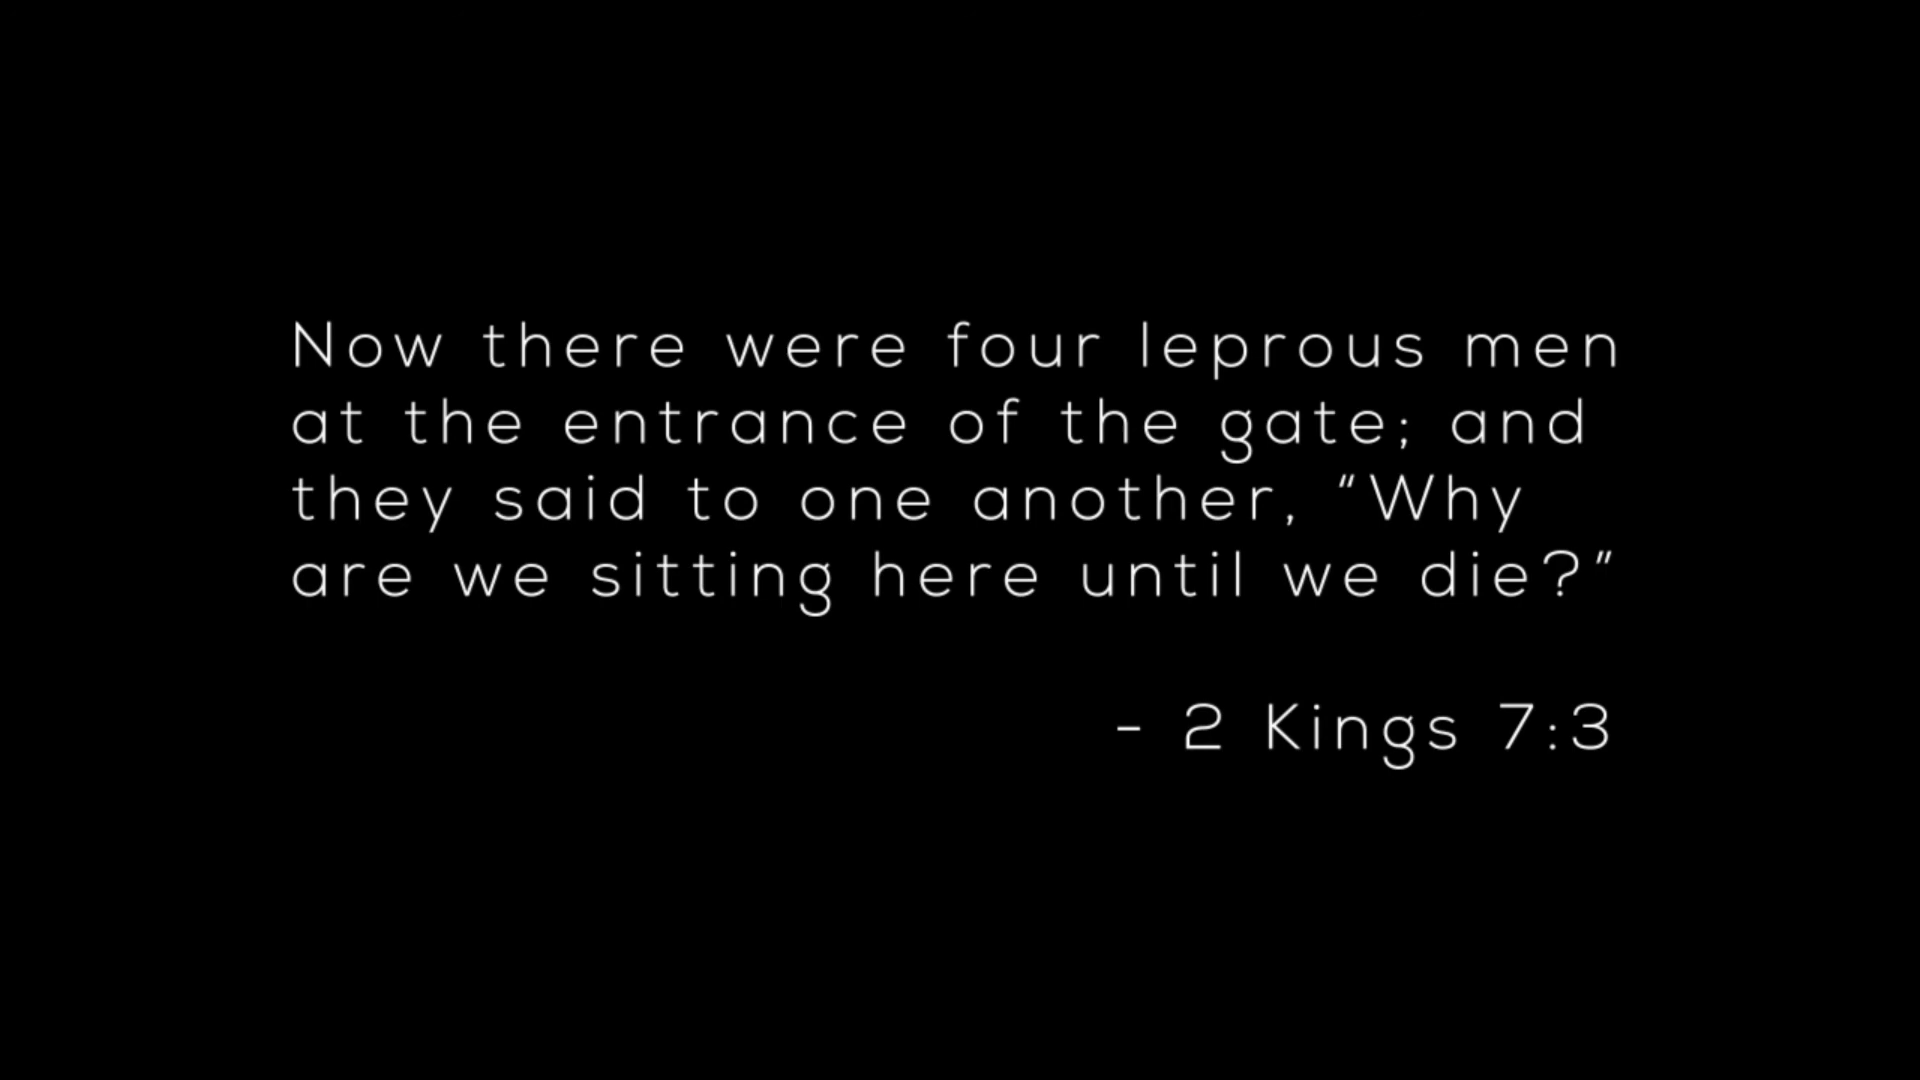 Now there were four leprous men
at the entrance of the gate; and
they said to one another, "Why
are we sitting here until we die?"
- 2 Kings 7:3